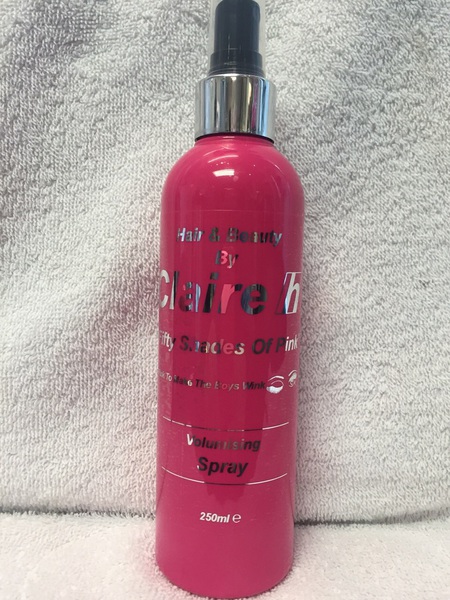 Hair & Beauty
By
Claire h
Fifty Shades Of Pink
To Make The Boys Wink
Volumising
Spray
250ml ℮